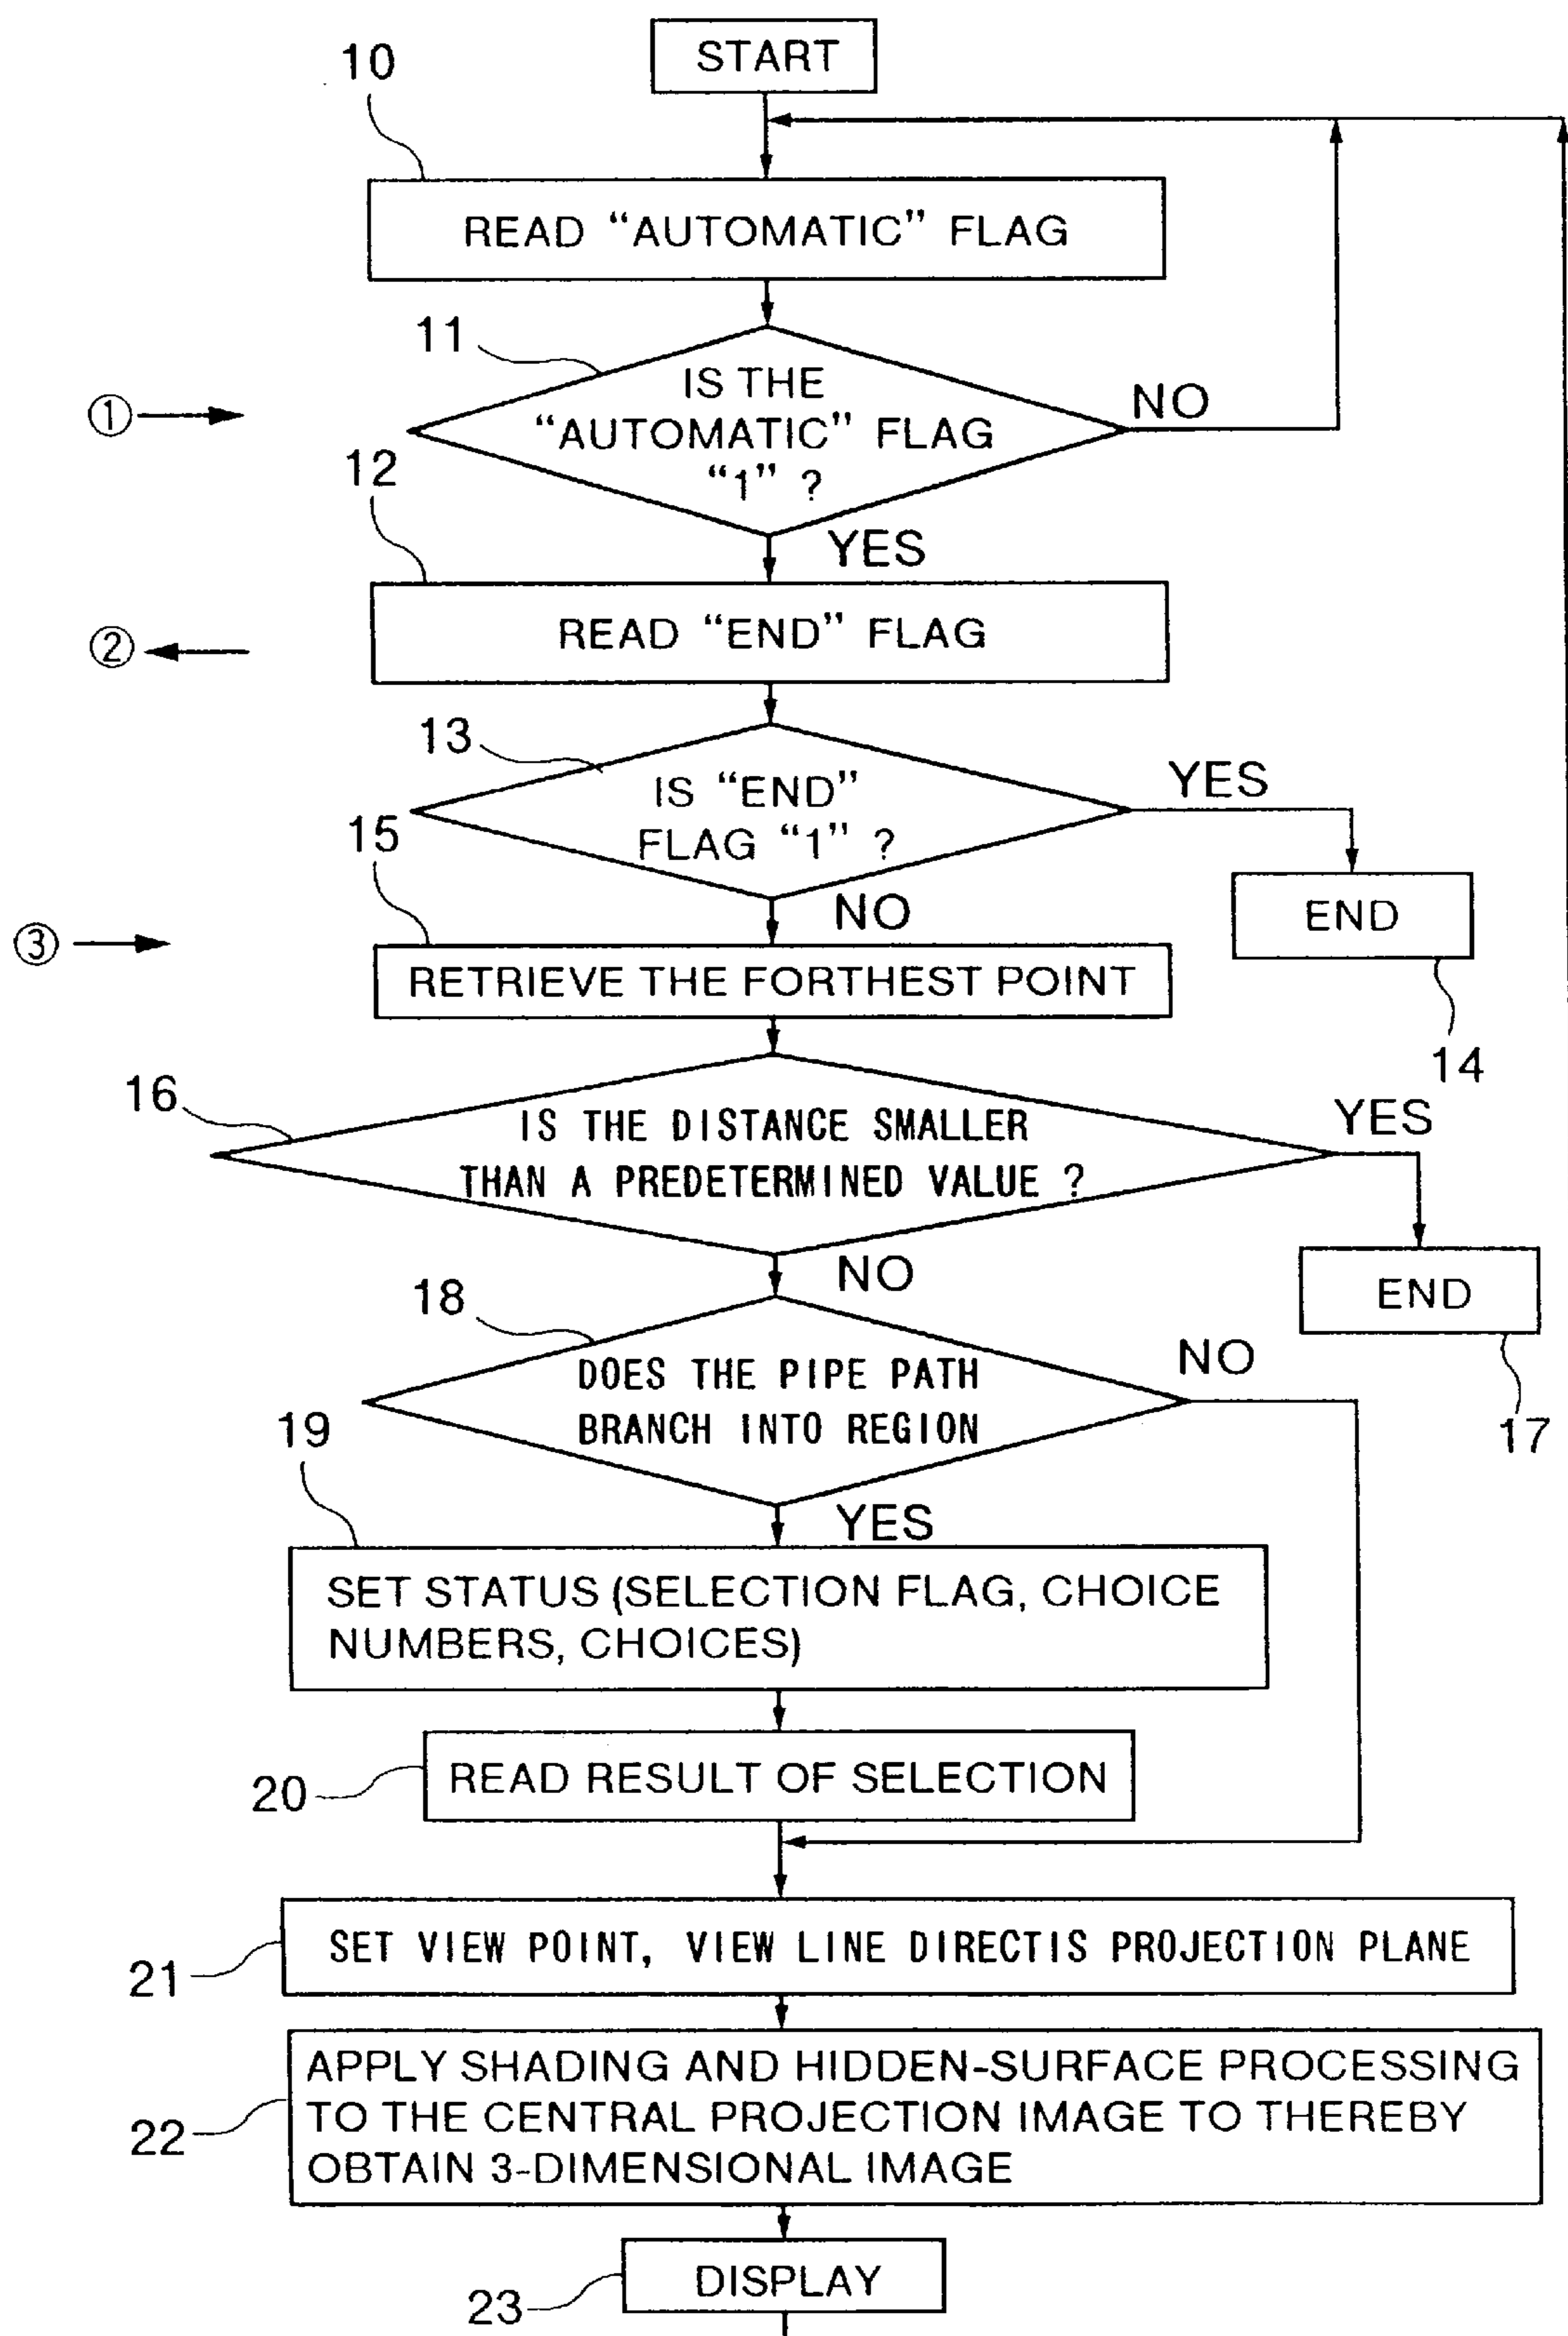 START
10
READ “AUTOMATIC” FLAG
11
IS THE
“AUTOMATIC” FLAG
“1” ?
NO
①
12
YES
READ “END” FLAG
②
13
IS “END”
FLAG “1” ?
YES
15
NO
END
14
③
RETRIEVE THE FORTHEST POINT
16
IS THE DISTANCE SMALLER
THAN A PREDETERMINED VALUE ?
YES
NO
END
17
18
DOES THE PIPE PATH
BRANCH INTO REGION
NO
19
YES
SET STATUS (SELECTION FLAG, CHOICE
NUMBERS, CHOICES)
20
READ RESULT OF SELECTION
21
SET VIEW POINT, VIEW LINE DIRECTIS PROJECTION PLANE
22
APPLY SHADING AND HIDDEN-SURFACE PROCESSING
TO THE CENTRAL PROJECTION IMAGE TO THEREBY
OBTAIN 3-DIMENSIONAL IMAGE
23
DISPLAY